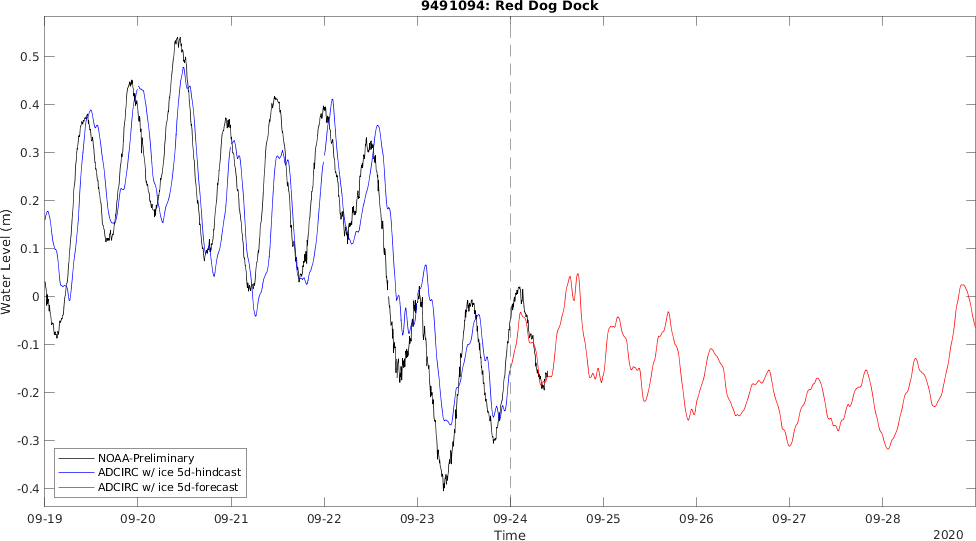 9491094: Red Dog Dock
0.5
0.4
0.3
0.2
0.1
0
-0.1
-0.2
-0.3
-0.4
Water Level (m)
NOAA-Preliminary
ADCIRC w/ ice 5d-hindcast
ADCIRC w/ ice 5d-forecast
09-19 09-20 09-21 09-22 09-23 09-24 09-25 09-26 09-27 09-28
Time
2020